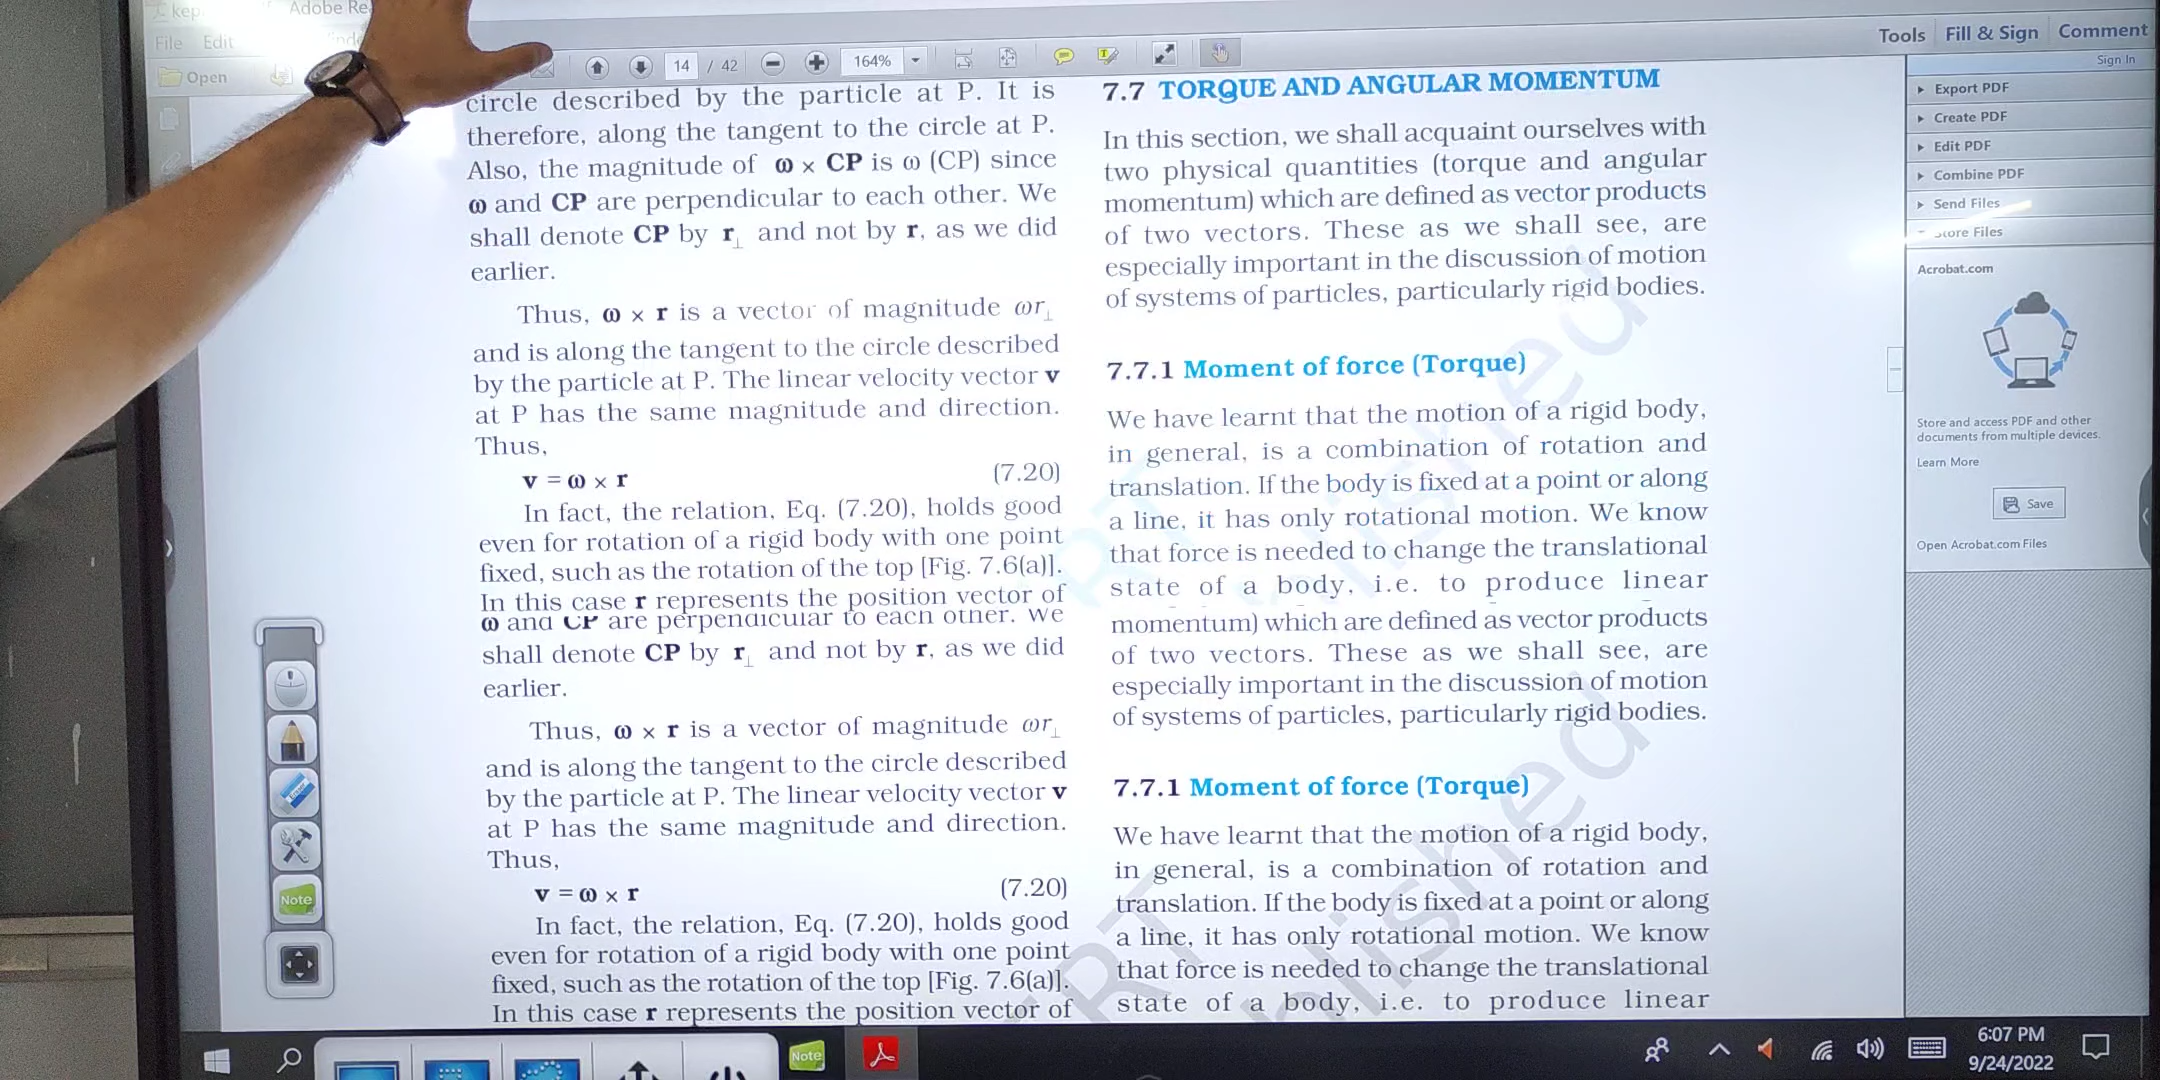 kep
Adobe Re
File Edit
Open
14 / 42
164%
Tools Fill & Sign Comment
Sign In
circle described by the particle at P. It is
therefore, along the tangent to the circle at P.
Also, the magnitude of ω × CP is ω (CP) since
ω and CP are perpendicular to each other. We
shall denote CP by r⊥ and not by r, as we did
earlier.
Thus, ω × r is a vector of magnitude ωr⊥
and is along the tangent to the circle described
by the particle at P. The linear velocity vector v
at P has the same magnitude and direction.
Thus,
v = ω × r (7.20)
In fact, the relation, Eq. (7.20), holds good
even for rotation of a rigid body with one point
fixed, such as the rotation of the top [Fig. 7.6(a)].
In this case r represents the position vector of
ω and CP are perpendicular to each other. We
shall denote CP by r⊥ and not by r, as we did
earlier.
Thus, ω × r is a vector of magnitude ωr⊥
and is along the tangent to the circle described
by the particle at P. The linear velocity vector v
at P has the same magnitude and direction.
Thus,
v = ω × r (7.20)
In fact, the relation, Eq. (7.20), holds good
even for rotation of a rigid body with one point
fixed, such as the rotation of the top [Fig. 7.6(a)].
In this case r represents the position vector of
7.7 TORQUE AND ANGULAR MOMENTUM
In this section, we shall acquaint ourselves with
two physical quantities (torque and angular
momentum) which are defined as vector products
of two vectors. These as we shall see, are
especially important in the discussion of motion
of systems of particles, particularly rigid bodies.
7.7.1 Moment of force (Torque)
We have learnt that the motion of a rigid body,
in general, is a combination of rotation and
translation. If the body is fixed at a point or along
a line, it has only rotational motion. We know
that force is needed to change the translational
state of a body, i.e. to produce linear
momentum) which are defined as vector products
of two vectors. These as we shall see, are
especially important in the discussion of motion
of systems of particles, particularly rigid bodies.
7.7.1 Moment of force (Torque)
We have learnt that the motion of a rigid body,
in general, is a combination of rotation and
translation. If the body is fixed at a point or along
a line, it has only rotational motion. We know
that force is needed to change the translational
state of a body, i.e. to produce linear
Export PDF
Create PDF
Edit PDF
Combine PDF
Send Files
Store Files
Acrobat.com
Store and access PDF and other
documents from multiple devices.
Learn More
Save
Open Acrobat.com Files
Eraser
Note
Note
6:07 PM
9/24/2022